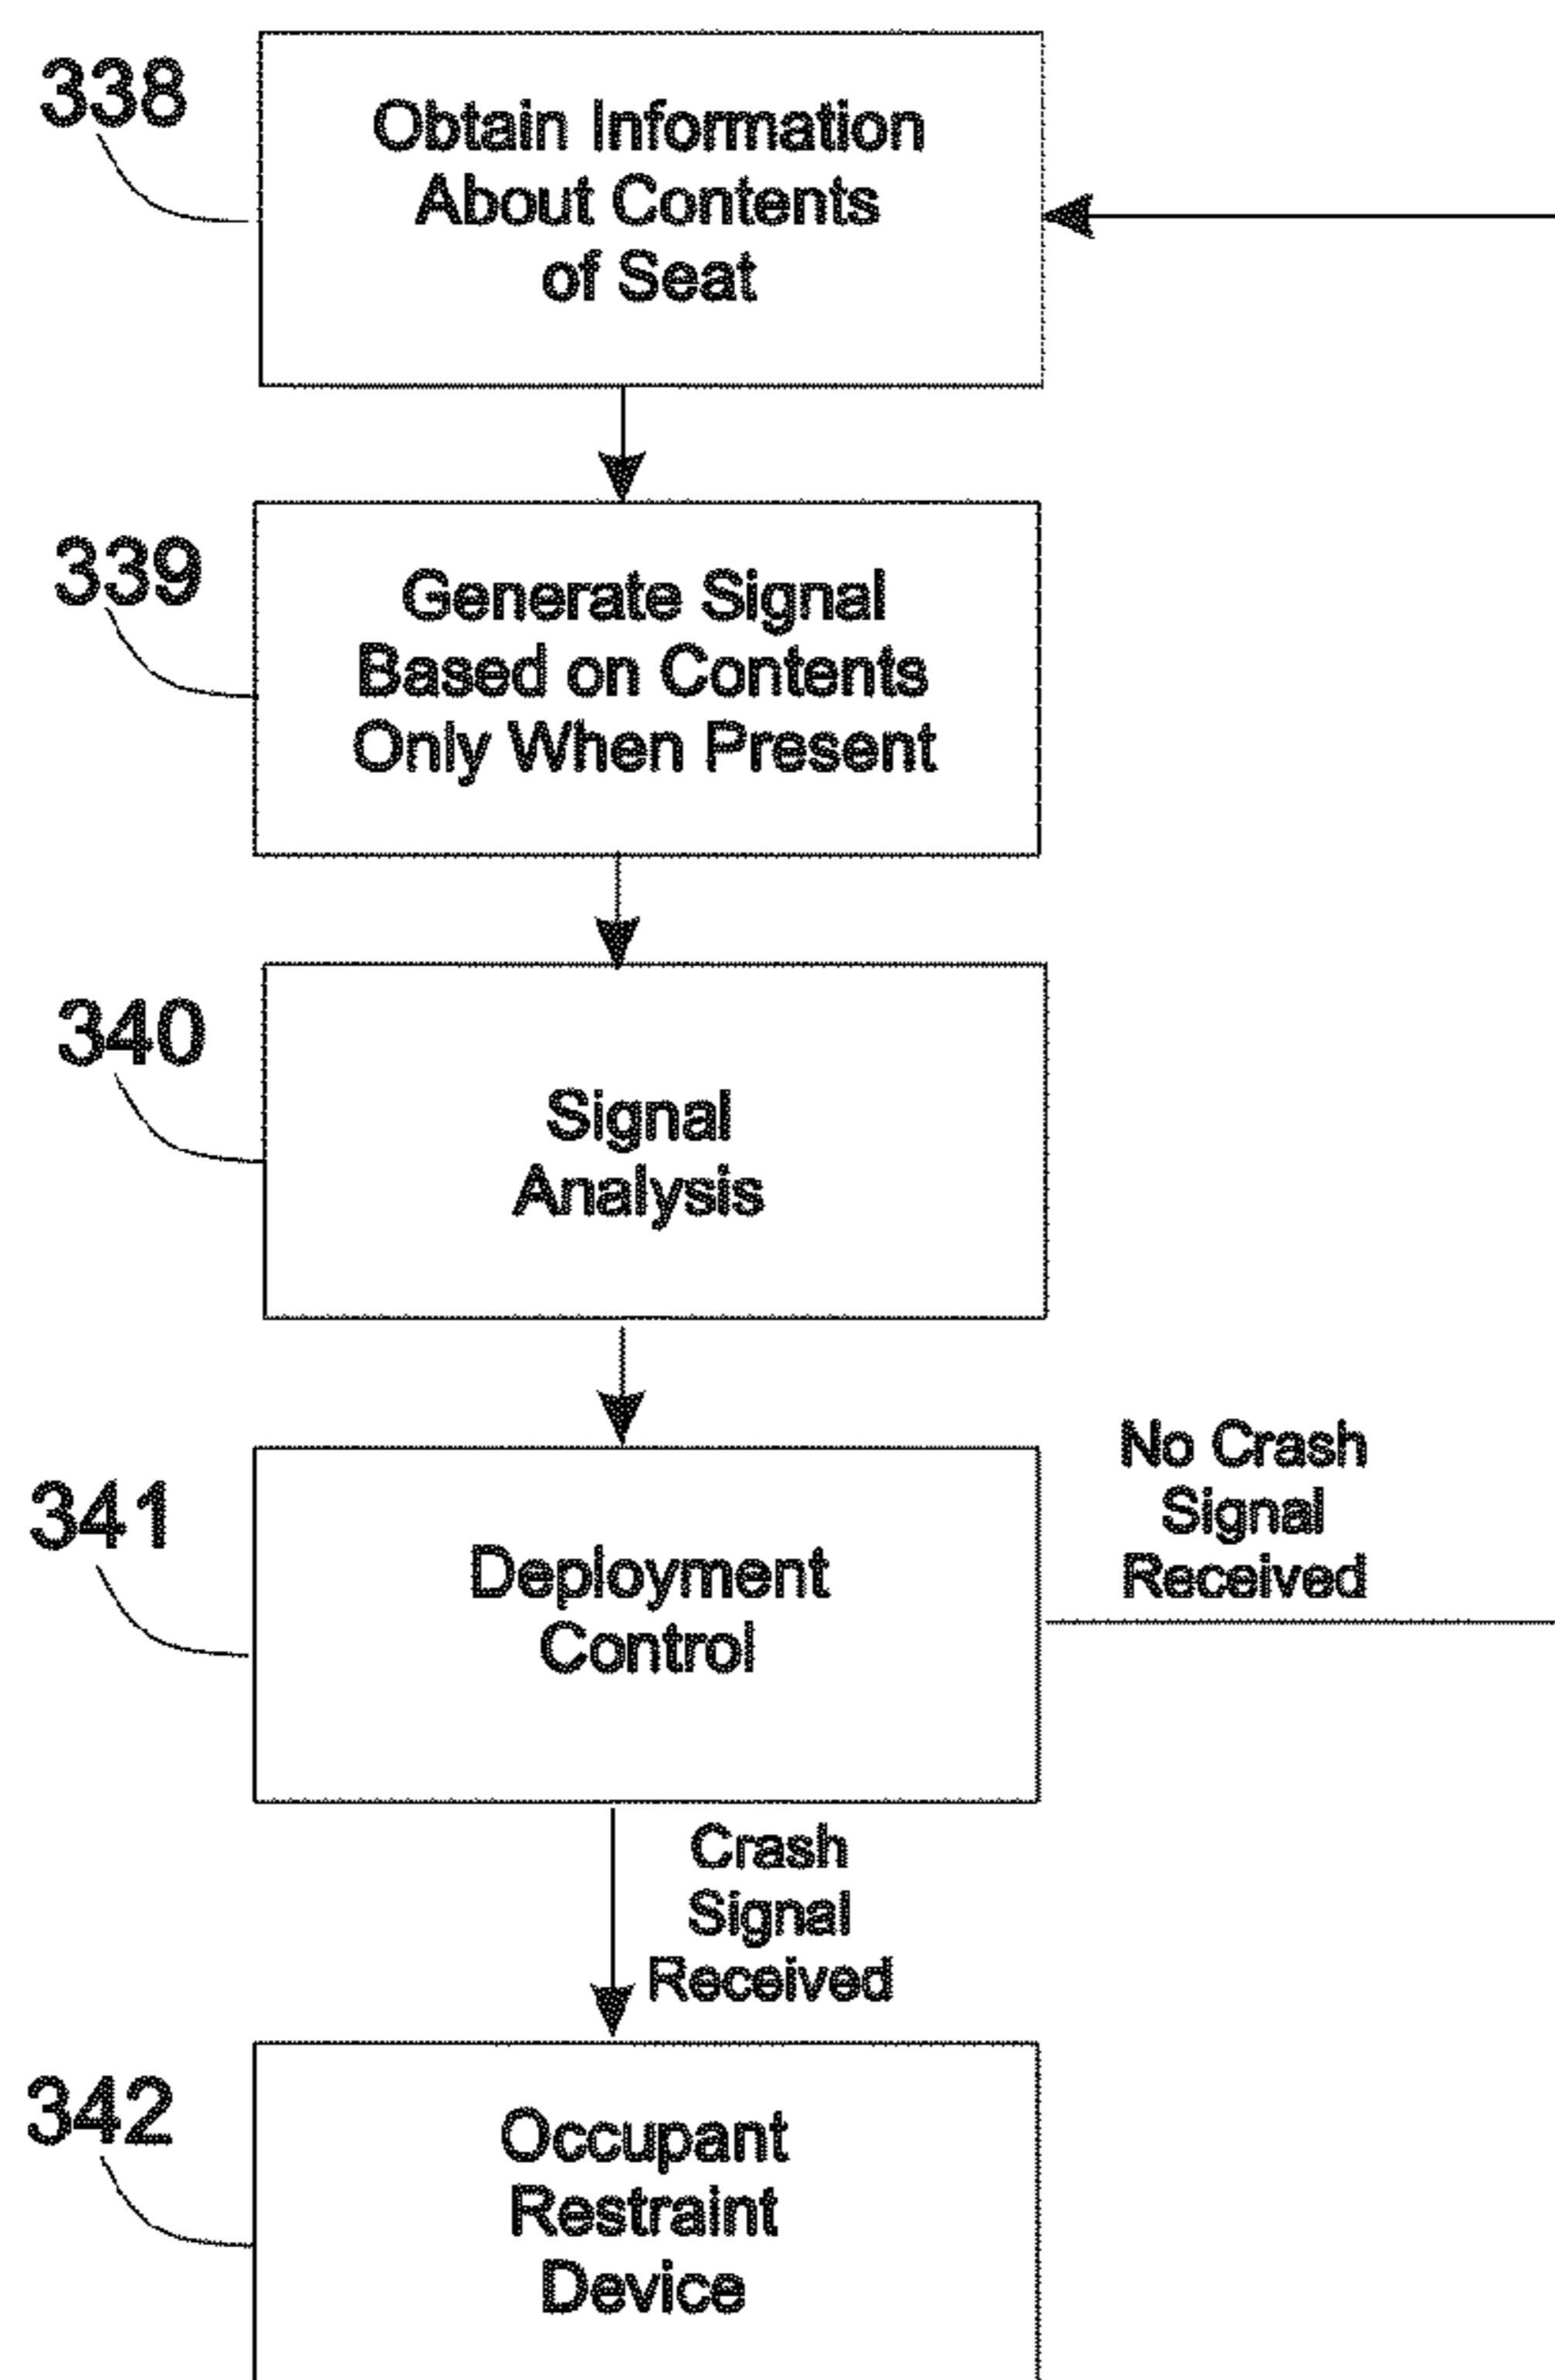 338
Obtain Information
About Contents
of Seat
339
Generate Signal
Based on Contents
Only When Present
340
Signal
Analysis
341
Deployment
Control
No Crash
Signal
Received
Crash
Signal
Received
342
Occupant
Restraint
Device